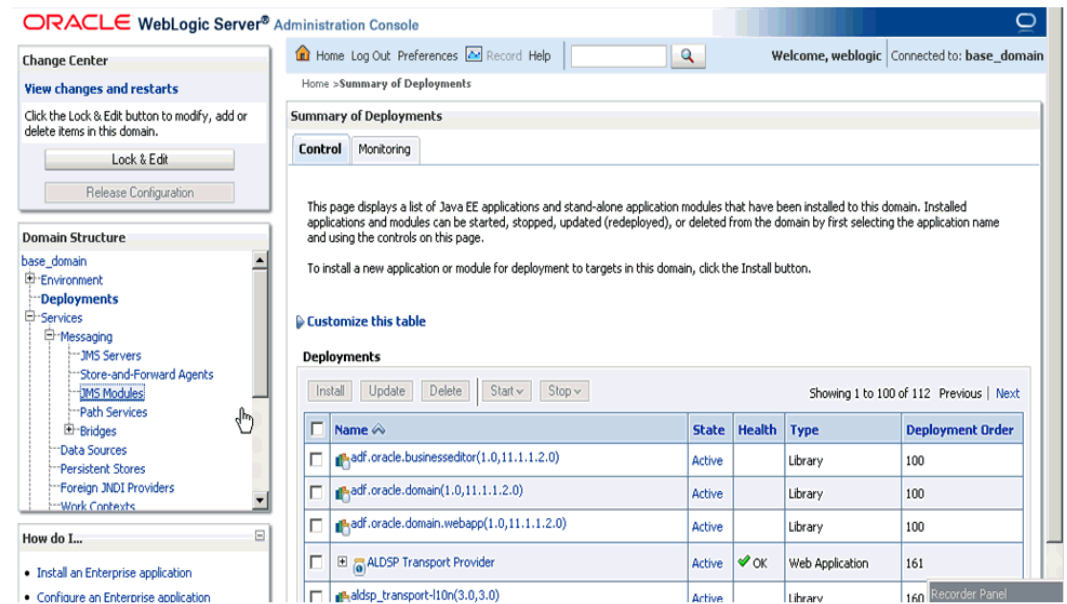 ORACLE WebLogic Server® Administration Console
Change Center
View changes and restarts
Click the Lock & Edit button to modify, add or
delete items in this domain.
Lock & Edit
Release Configuration
Domain Structure
base_domain
Environment
Deployments
Services
Messaging
JMS Servers
Store-and-Forward Agents
JMS Modules
Path Services
Bridges
Data Sources
Persistent Stores
Foreign JNDI Providers
Work Contexts
How do I...
Install an Enterprise application
Configure an Enterprise application
Home Log Out Preferences Record Help
Welcome, weblogic Connected to: base_domain
Home >Summary of Deployments
Summary of Deployments
Control Monitoring
This page displays a list of Java EE applications and stand-alone application modules that have been installed to this domain. Installed
applications and modules can be started, stopped, updated (redeployed), or deleted from the domain by first selecting the application name
and using the controls on this page.
To install a new application or module for deployment to targets in this domain, click the Install button.
Customize this table
Deployments
Install Update Delete Start Stop Showing 1 to 100 of 112 Previous | Next
Name State Health Type Deployment Order
adf.oracle.businesseditor(1.0,11.1.1.2.0) Active Library 100
adf.oracle.domain(1.0,11.1.1.2.0) Active Library 100
adf.oracle.domain.webapp(1.0,11.1.1.2.0) Active Library 100
ALDSP Transport Provider Active OK Web Application 161
aldsp_transport-l10n(3.0,3.0) Active Library 160
Recorder Panel